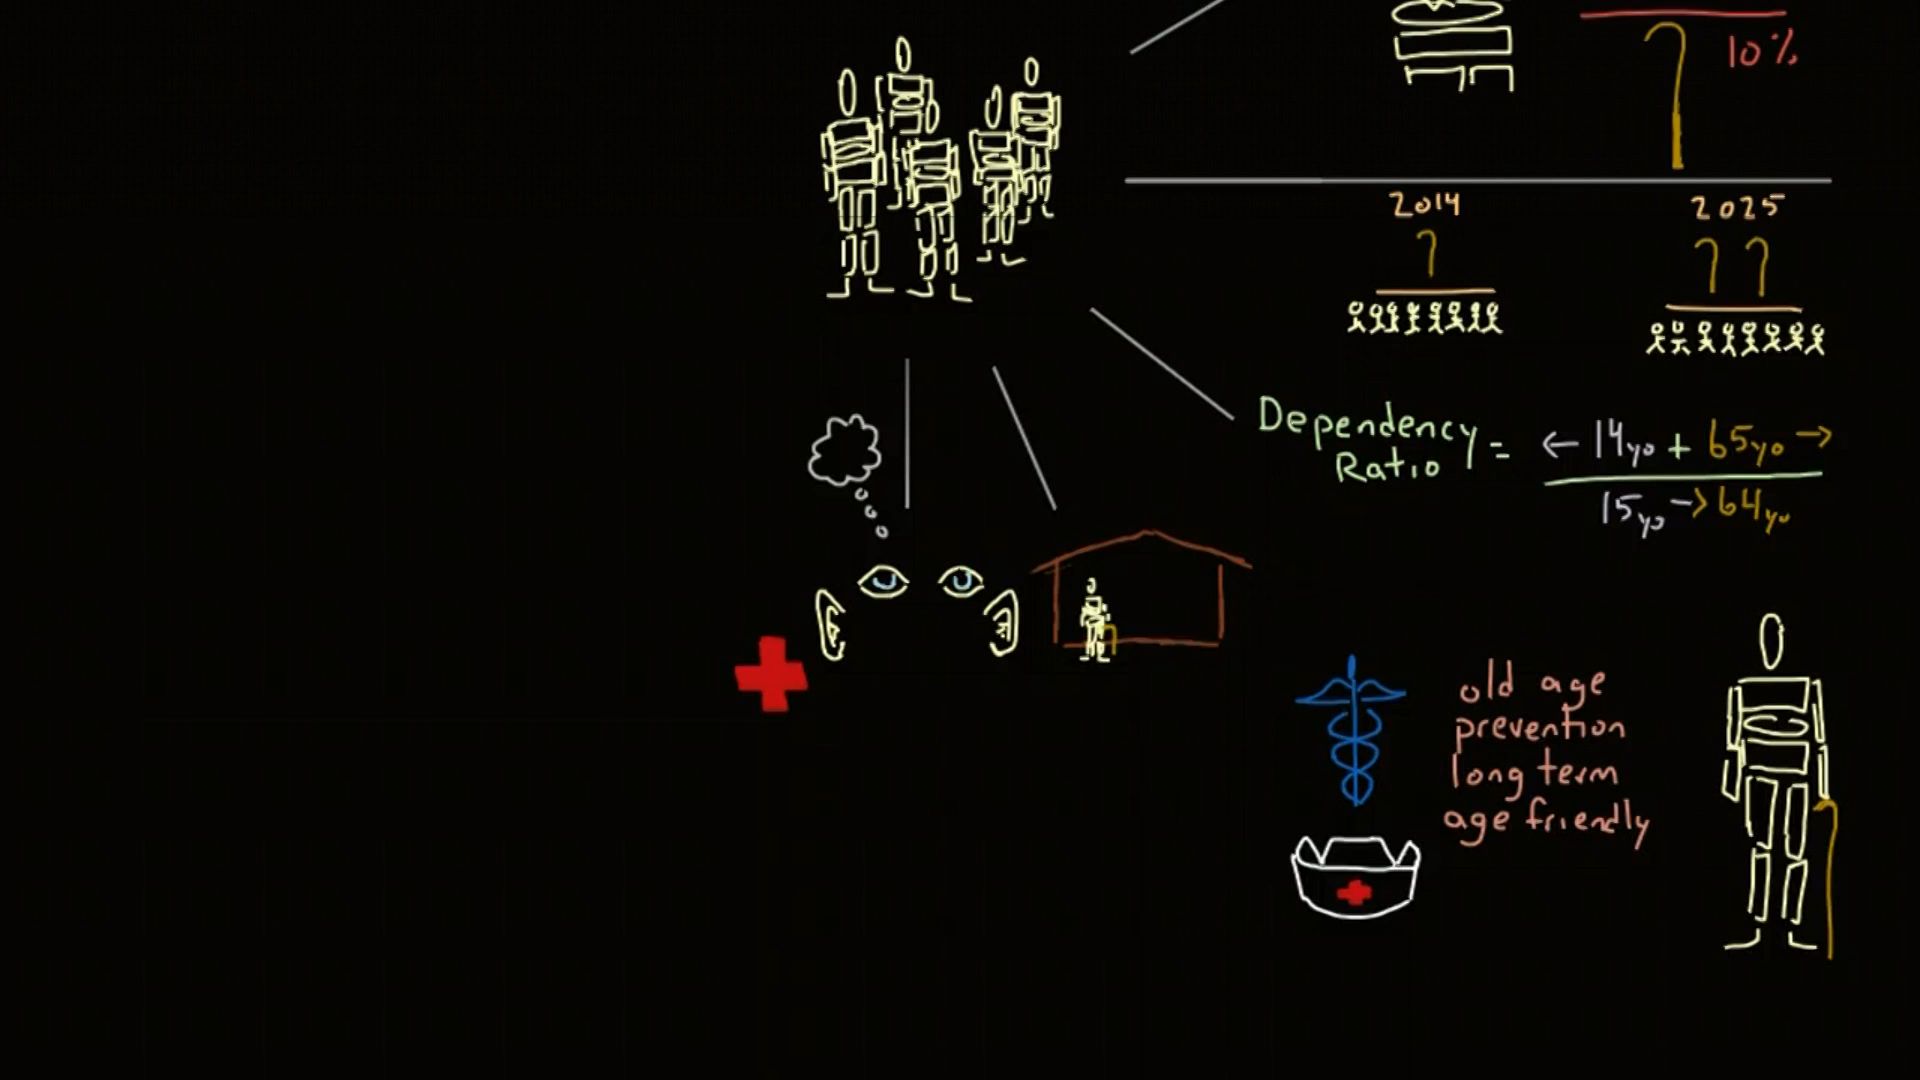 10%
2014 2025
Dependency
Ratio =
← 14yo + 65yo →
15yo → 64yo
old age
prevention
long term
age friendly